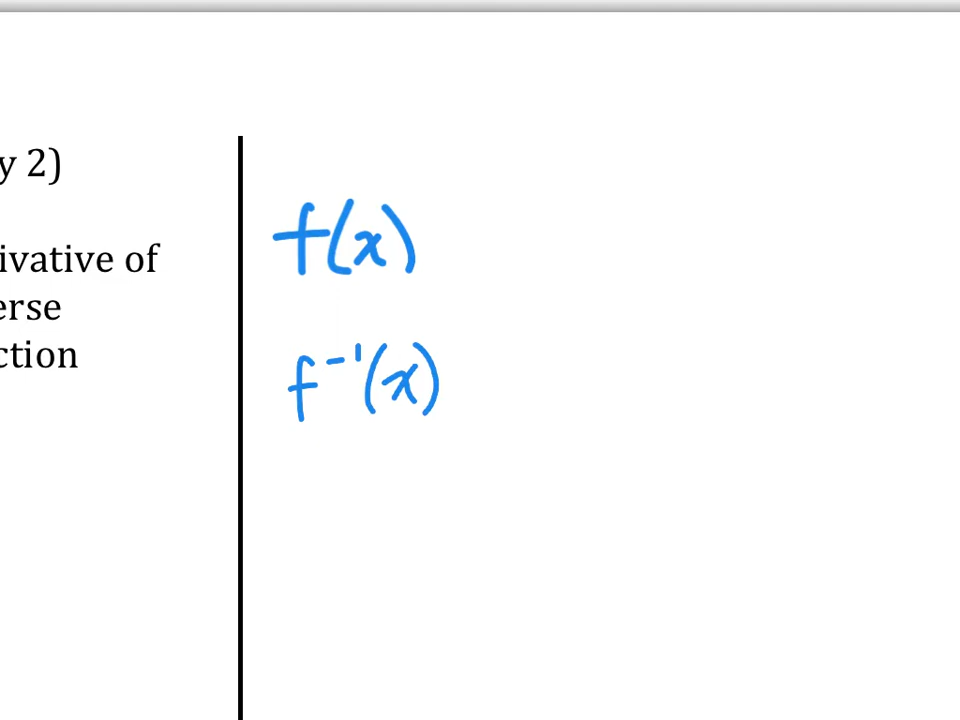 y 2)
ivative of
erse
ction
f(x)
f⁻¹(x)